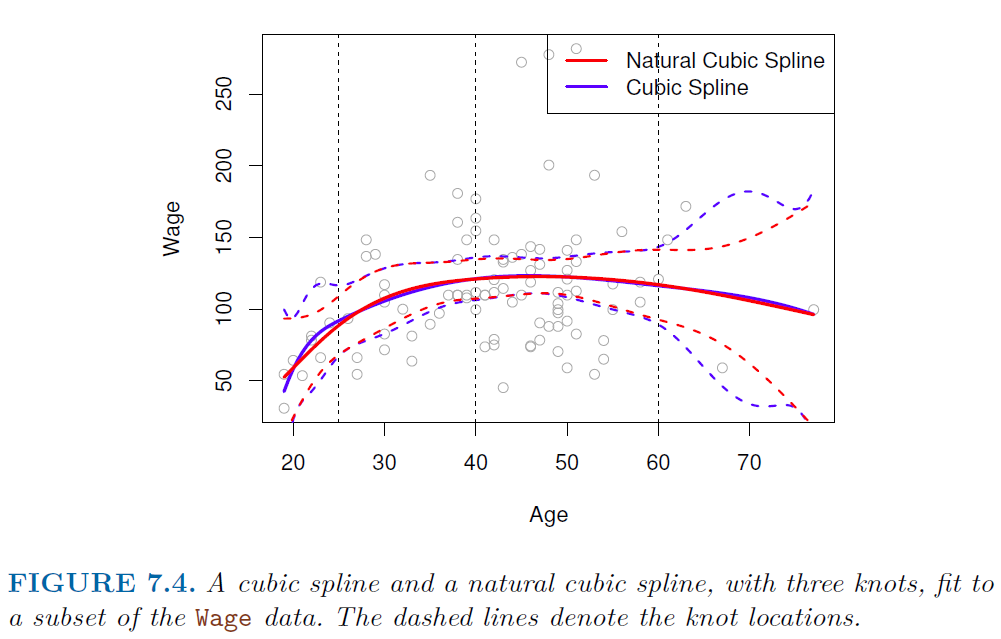 Natural Cubic Spline
Cubic Spline
Wage
250
200
150
100
50
20 30 40 50 60 70
Age
FIGURE 7.4. A cubic spline and a natural cubic spline, with three knots, fit to
a subset of the Wage data. The dashed lines denote the knot locations.